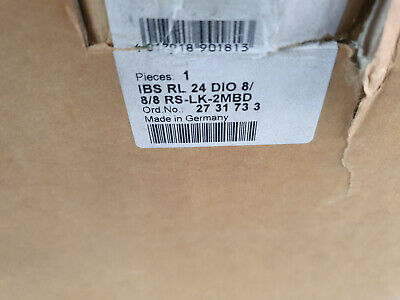 Pieces: 1
IBS RL 24 DIO 8/
8/8 RS-LK-2MBD
Ord.No.: 27 31 73 3
Made in Germany